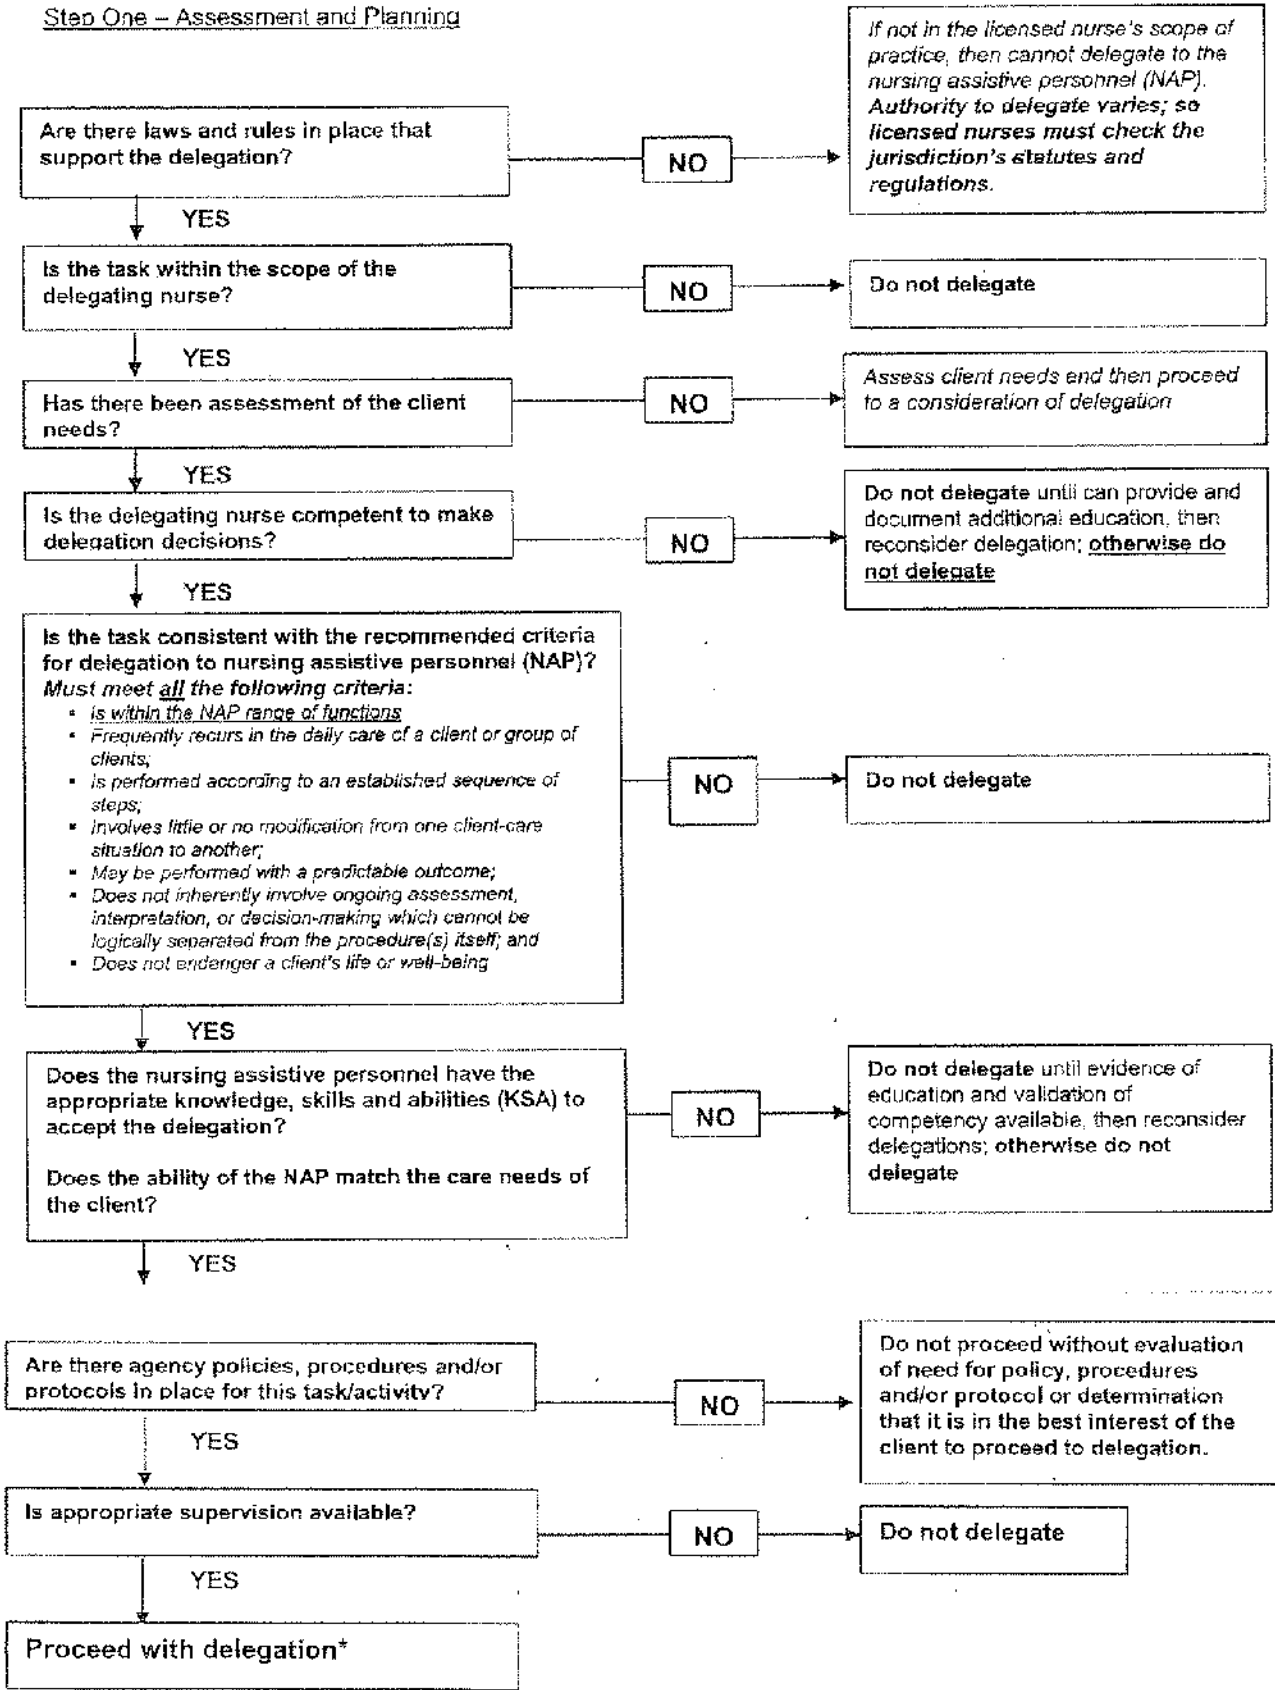 Step One – Assessment and Planning
If not in the licensed nurse's scope of
practice, then cannot delegate to the
nursing assistive personnel (NAP).
Authority to delegate varies; so
licensed nurses must check the
jurisdiction's statutes and
regulations.
Are there laws and rules in place that
support the delegation?
NO
YES
Is the task within the scope of the
delegating nurse?
NO
Do not delegate
YES
Has there been assessment of the client
needs?
NO
Assess client needs and then proceed
to a consideration of delegation
YES
Is the delegating nurse competent to make
delegation decisions?
NO
Do not delegate until can provide and
document additional education, then
reconsider delegation; otherwise do
not delegate
YES
Is the task consistent with the recommended criteria
for delegation to nursing assistive personnel (NAP)?
Must meet all the following criteria:
▪ Is within the NAP range of functions
▪ Frequently recurs in the daily care of a client or group of
clients;
▪ Is performed according to an established sequence of
steps;
▪ Involves little or no modification from one client-care
situation to another;
▪ May be performed with a predictable outcome;
▪ Does not inherently involve ongoing assessment,
interpretation, or decision-making which cannot be
logically separated from the procedure(s) itself; and
▪ Does not endanger a client's life or well-being
NO
Do not delegate
YES
Does the nursing assistive personnel have the
appropriate knowledge, skills and abilities (KSA) to
accept the delegation?
Does the ability of the NAP match the care needs of
the client?
NO
Do not delegate until evidence of
education and validation of
competency available, then reconsider
delegations; otherwise do not
delegate
YES
Are there agency policies, procedures and/or
protocols in place for this task/activity?
NO
Do not proceed without evaluation
of need for policy, procedures
and/or protocol or determination
that it is in the best interest of the
client to proceed to delegation.
YES
Is appropriate supervision available?
NO
Do not delegate
YES
Proceed with delegation*